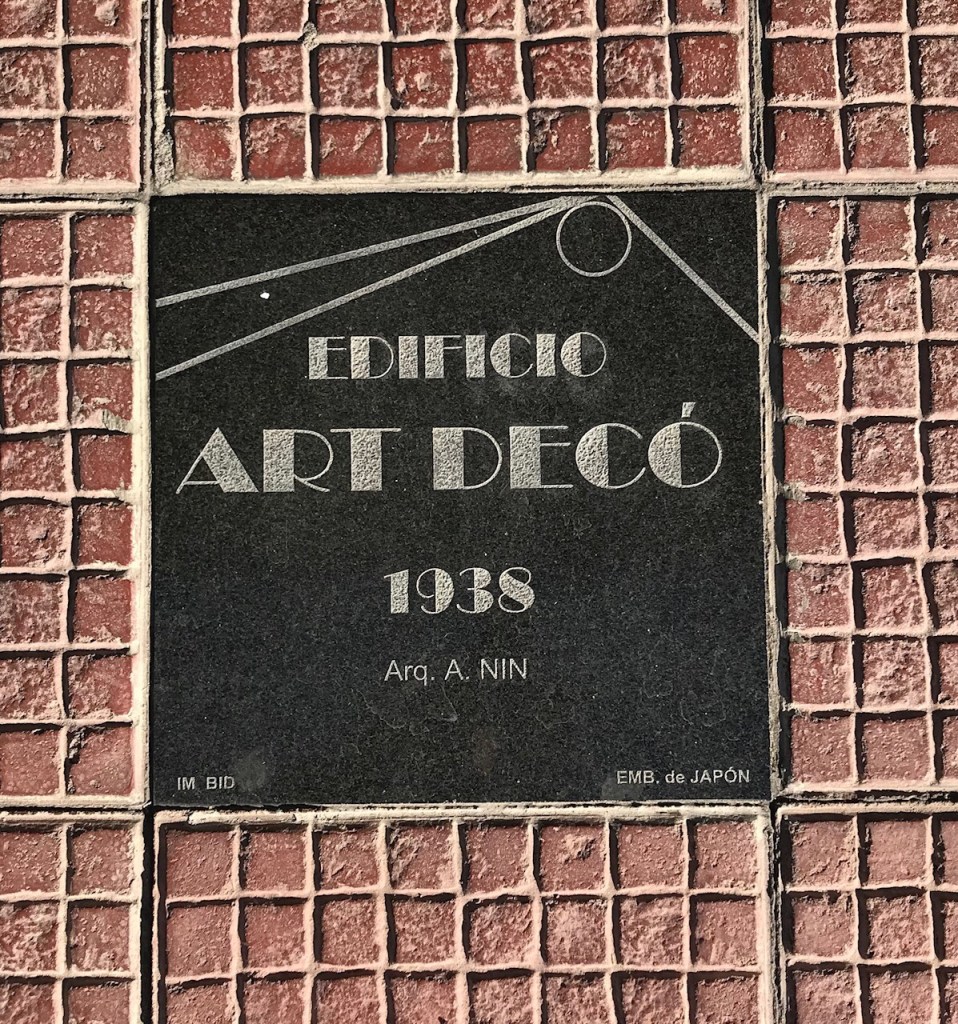 EDIFICIO
ART DECÓ
1938
Arq. A. NIN
IM BID
EMB. de JAPÓN